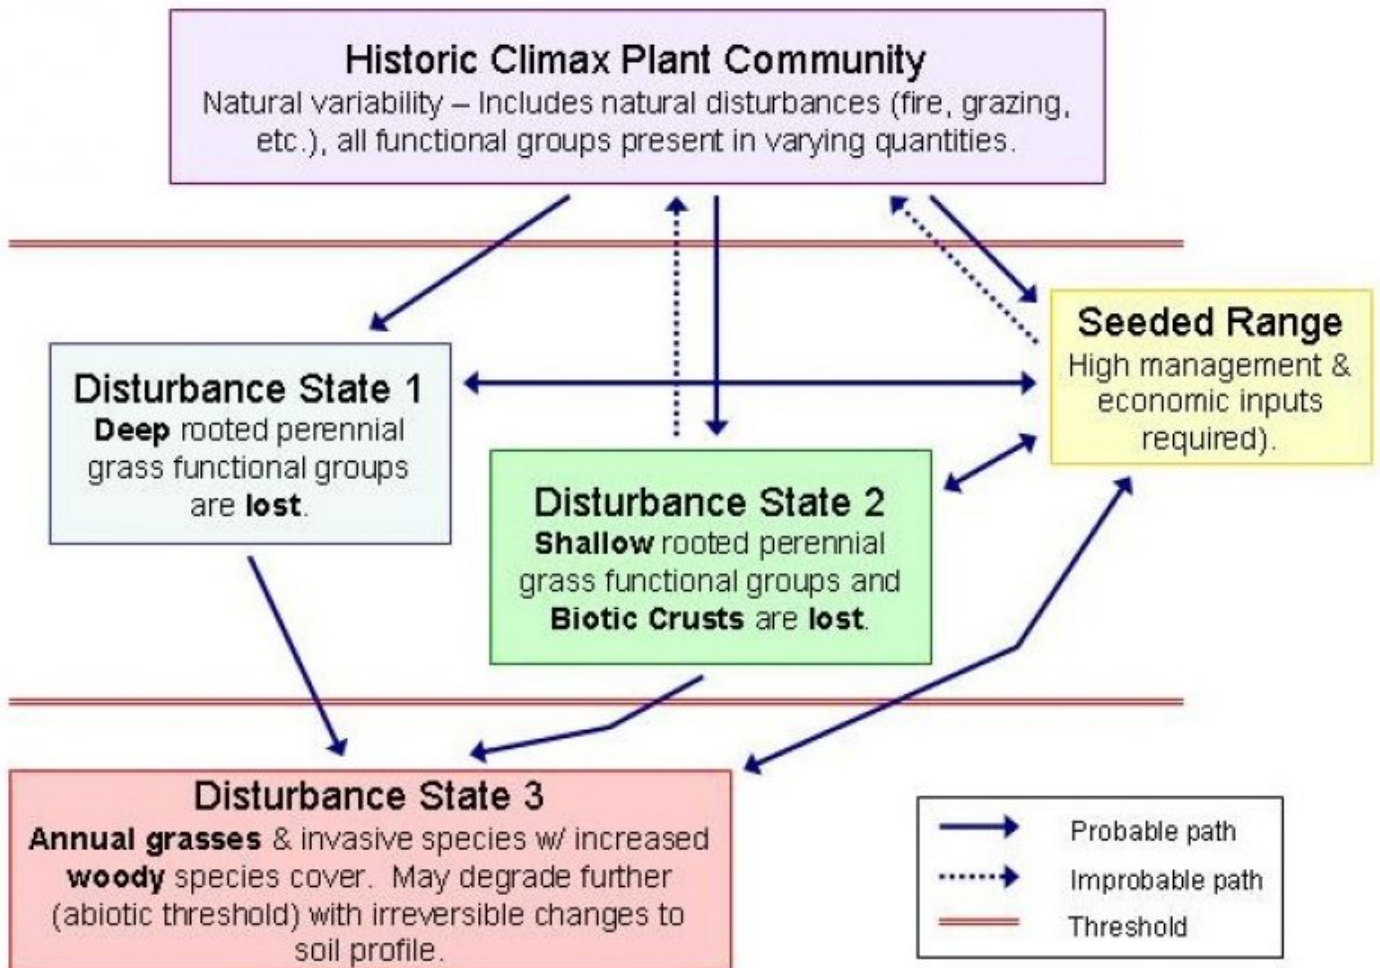 Historic Climax Plant Community
Natural variability – Includes natural disturbances (fire, grazing,
etc.), all functional groups present in varying quantities.
Seeded Range
High management &
economic inputs
required).
Disturbance State 1
Deep rooted perennial
grass functional groups
are lost.
Disturbance State 2
Shallow rooted perennial
grass functional groups and
Biotic Crusts are lost.
Disturbance State 3
Annual grasses & invasive species w/ increased
woody species cover.  May degrade further
(abiotic threshold) with irreversible changes to
soil profile.
Probable path
Improbable path
Threshold